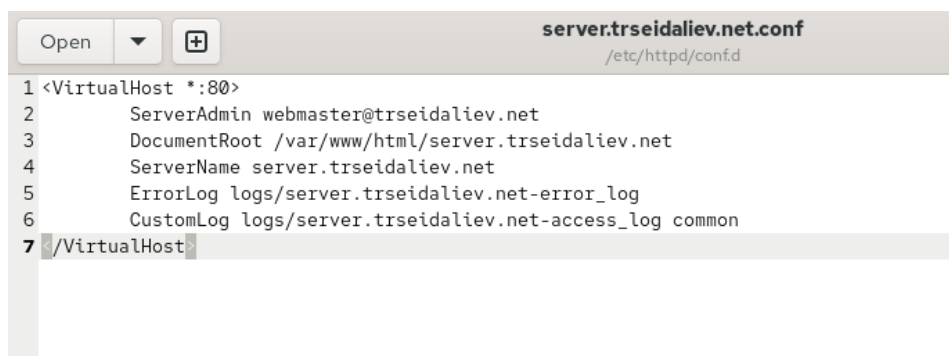 Open
server.trseidaliev.net.conf
/etc/httpd/conf.d
1 <VirtualHost *:80>
2 ServerAdmin webmaster@trseidaliev.net
3 DocumentRoot /var/www/html/server.trseidaliev.net
4 ServerName server.trseidaliev.net
5 ErrorLog logs/server.trseidaliev.net-error_log
6 CustomLog logs/server.trseidaliev.net-access_log common
7 </VirtualHost>